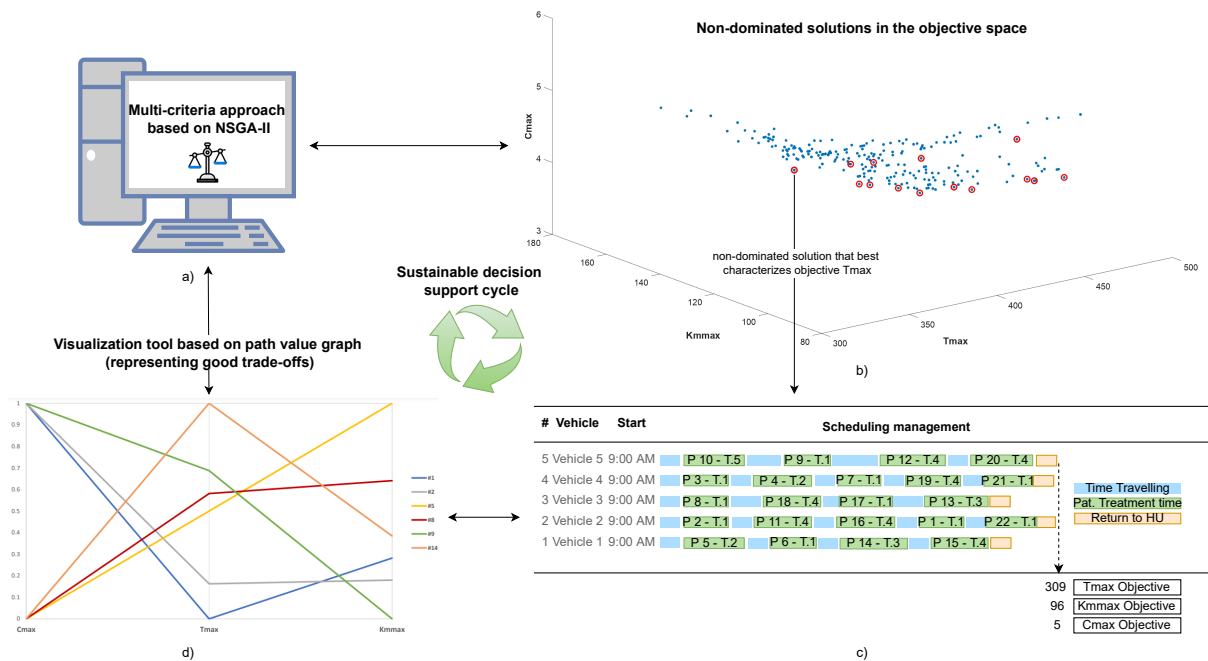 Multi-criteria approach
based on NSGA-II
a)
Non-dominated solutions in the objective space
6
5
4
3
Cmax
180
160
140
120
100
80
Kmmax
300
350
400
450
500
Tmax
non-dominated solution that best
characterizes objective Tmax
b)
Sustainable decision
support cycle
Visualization tool based on path value graph
(representing good trade-offs)
1
0.9
0.8
0.7
0.6
0.5
0.4
0.3
0.2
0.1
0
Cmax Tmax Kmmax
#1
#2
#5
#8
#9
#14
d)
# Vehicle Start Scheduling management
5 Vehicle 5 9:00 AM P 10 - T.5 P 9 - T.1 P 12 - T.4 P 20 - T.4
4 Vehicle 4 9:00 AM P 3 - T.1 P 4 - T.2 P 7 - T.1 P 19 - T.4 P 21 - T.1
3 Vehicle 3 9:00 AM P 8 - T.1 P 18 - T.4 P 17 - T.1 P 13 - T.3
2 Vehicle 2 9:00 AM P 2 - T.1 P 11 - T.4 P 16 - T.4 P 1 - T.1 P 22 - T.1
1 Vehicle 1 9:00 AM P 5 - T.2 P 6 - T.1 P 14 - T.3 P 15 - T.4
Time Travelling
Pat. Treatment time
Return to HU
309 Tmax Objective
96 Kmmax Objective
5 Cmax Objective
c)